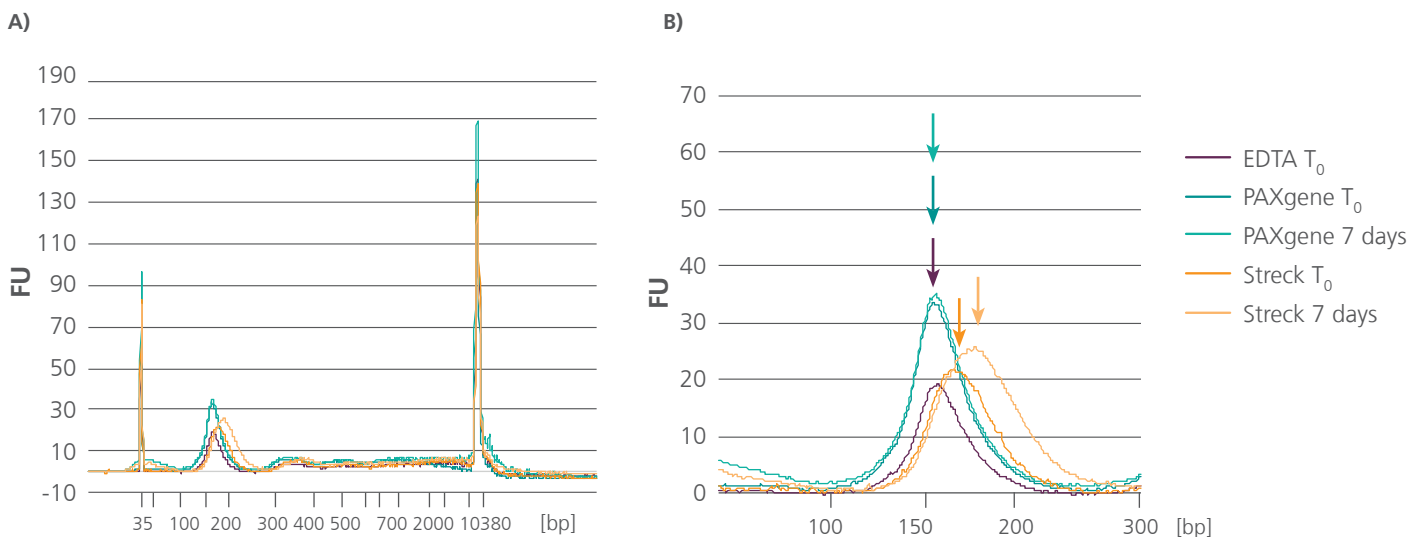 A)
190
170
150
130
110
90
70
50
30
10
-10
FU
35 100 200 300 400 500 700 2000 10380 [bp]
B)
70
60
50
40
30
20
10
0
FU
100 150 200 300 [bp]
EDTA T₀
PAXgene T₀
PAXgene 7 days
Streck T₀
Streck 7 days